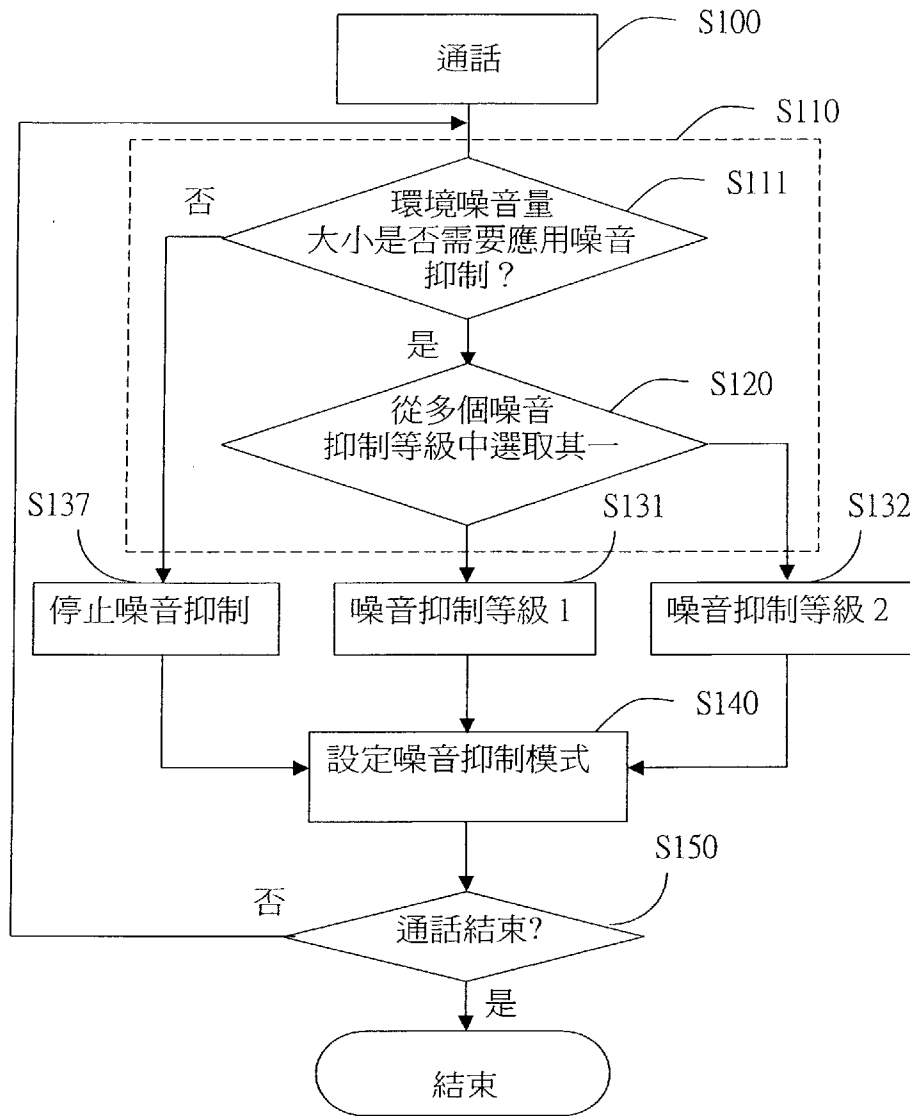 S100
通話
S110
S111
否
環境噪音量
大小是否需要應用噪音
抑制？
是
S120
從多個噪音
抑制等級中選取其一
S137
S131
S132
停止噪音抑制
噪音抑制等級1
噪音抑制等級2
S140
設定噪音抑制模式
S150
否
通話結束?
是
結束